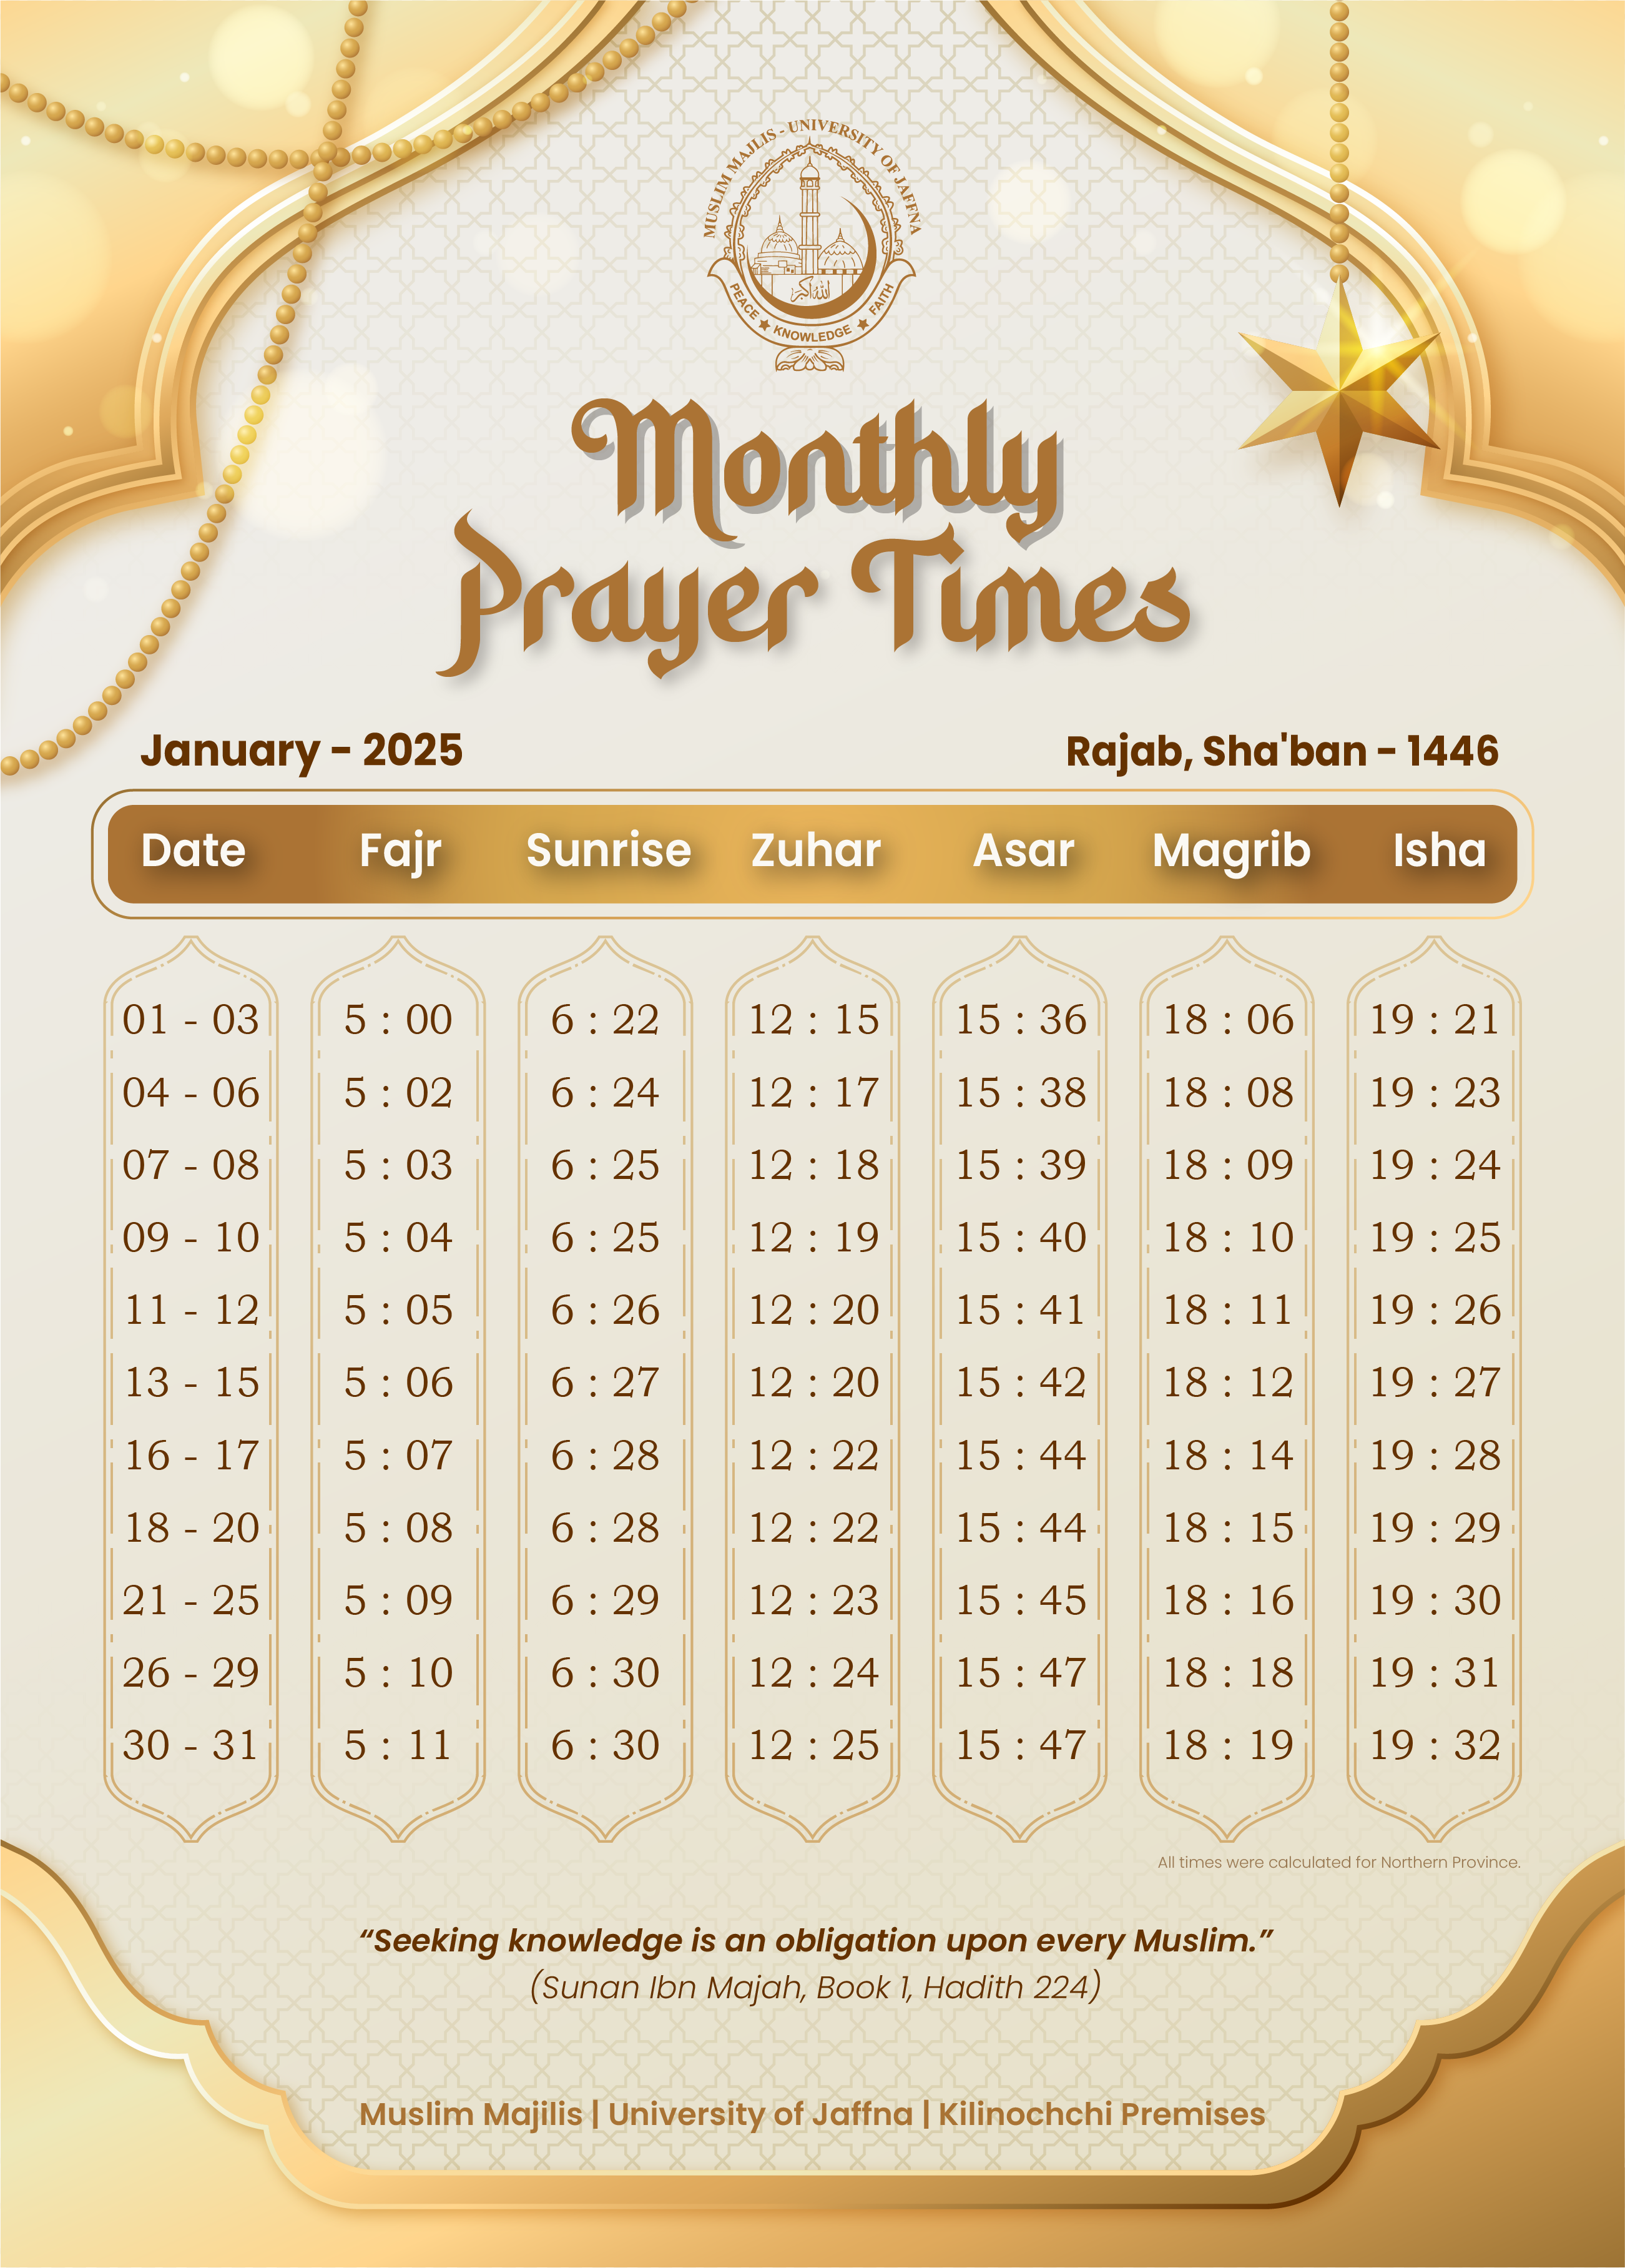 MUSLIM MAJLIS - UNIVERSITY OF JAFFNA
الله اكبر
PEACE ★ KNOWLEDGE ★ FAITH
Monthly
Prayer Times
January - 2025 Rajab, Sha'ban - 1446
Date Fajr Sunrise Zuhar Asar Magrib Isha
01 - 03 5 : 00 6 : 22 12 : 15 15 : 36 18 : 06 19 : 21
04 - 06 5 : 02 6 : 24 12 : 17 15 : 38 18 : 08 19 : 23
07 - 08 5 : 03 6 : 25 12 : 18 15 : 39 18 : 09 19 : 24
09 - 10 5 : 04 6 : 25 12 : 19 15 : 40 18 : 10 19 : 25
11 - 12 5 : 05 6 : 26 12 : 20 15 : 41 18 : 11 19 : 26
13 - 15 5 : 06 6 : 27 12 : 20 15 : 42 18 : 12 19 : 27
16 - 17 5 : 07 6 : 28 12 : 22 15 : 44 18 : 14 19 : 28
18 - 20 5 : 08 6 : 28 12 : 22 15 : 44 18 : 15 19 : 29
21 - 25 5 : 09 6 : 29 12 : 23 15 : 45 18 : 16 19 : 30
26 - 29 5 : 10 6 : 30 12 : 24 15 : 47 18 : 18 19 : 31
30 - 31 5 : 11 6 : 30 12 : 25 15 : 47 18 : 19 19 : 32
All times were calculated for Northern Province.
“Seeking knowledge is an obligation upon every Muslim.”
(Sunan Ibn Majah, Book 1, Hadith 224)
Muslim Majilis | University of Jaffna | Kilinochchi Premises